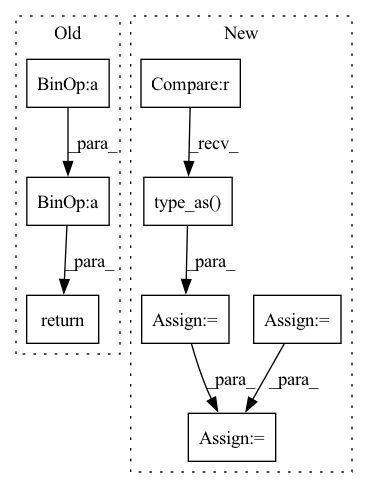 Old
New
BinOp:a
Compare:r
_para_
_recv_
BinOp:a
type_as()
_para_
_para_
return
Assign:=
Assign:=
_para_
_para_
Assign:=